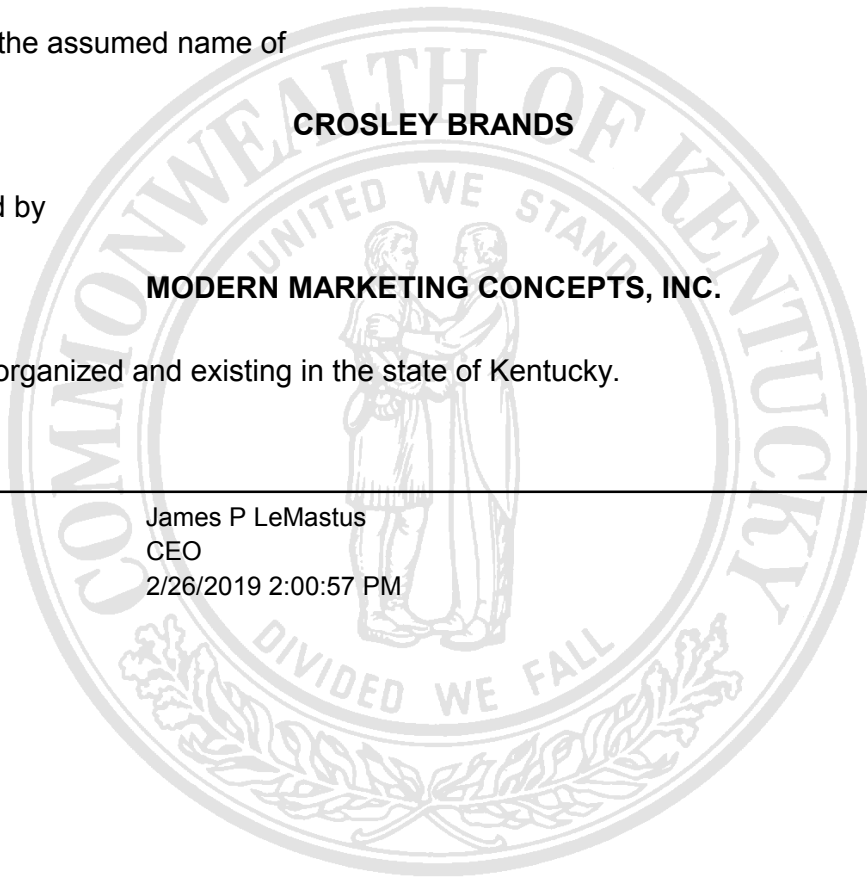 the assumed name of
CROSLEY BRANDS
d by
MODERN MARKETING CONCEPTS, INC.
organized and existing in the state of Kentucky.
James P LeMastus
CEO
2/26/2019 2:00:57 PM
COMMONWEALTH OF KENTUCKY
UNITED WE STAND
DIVIDED WE FALL